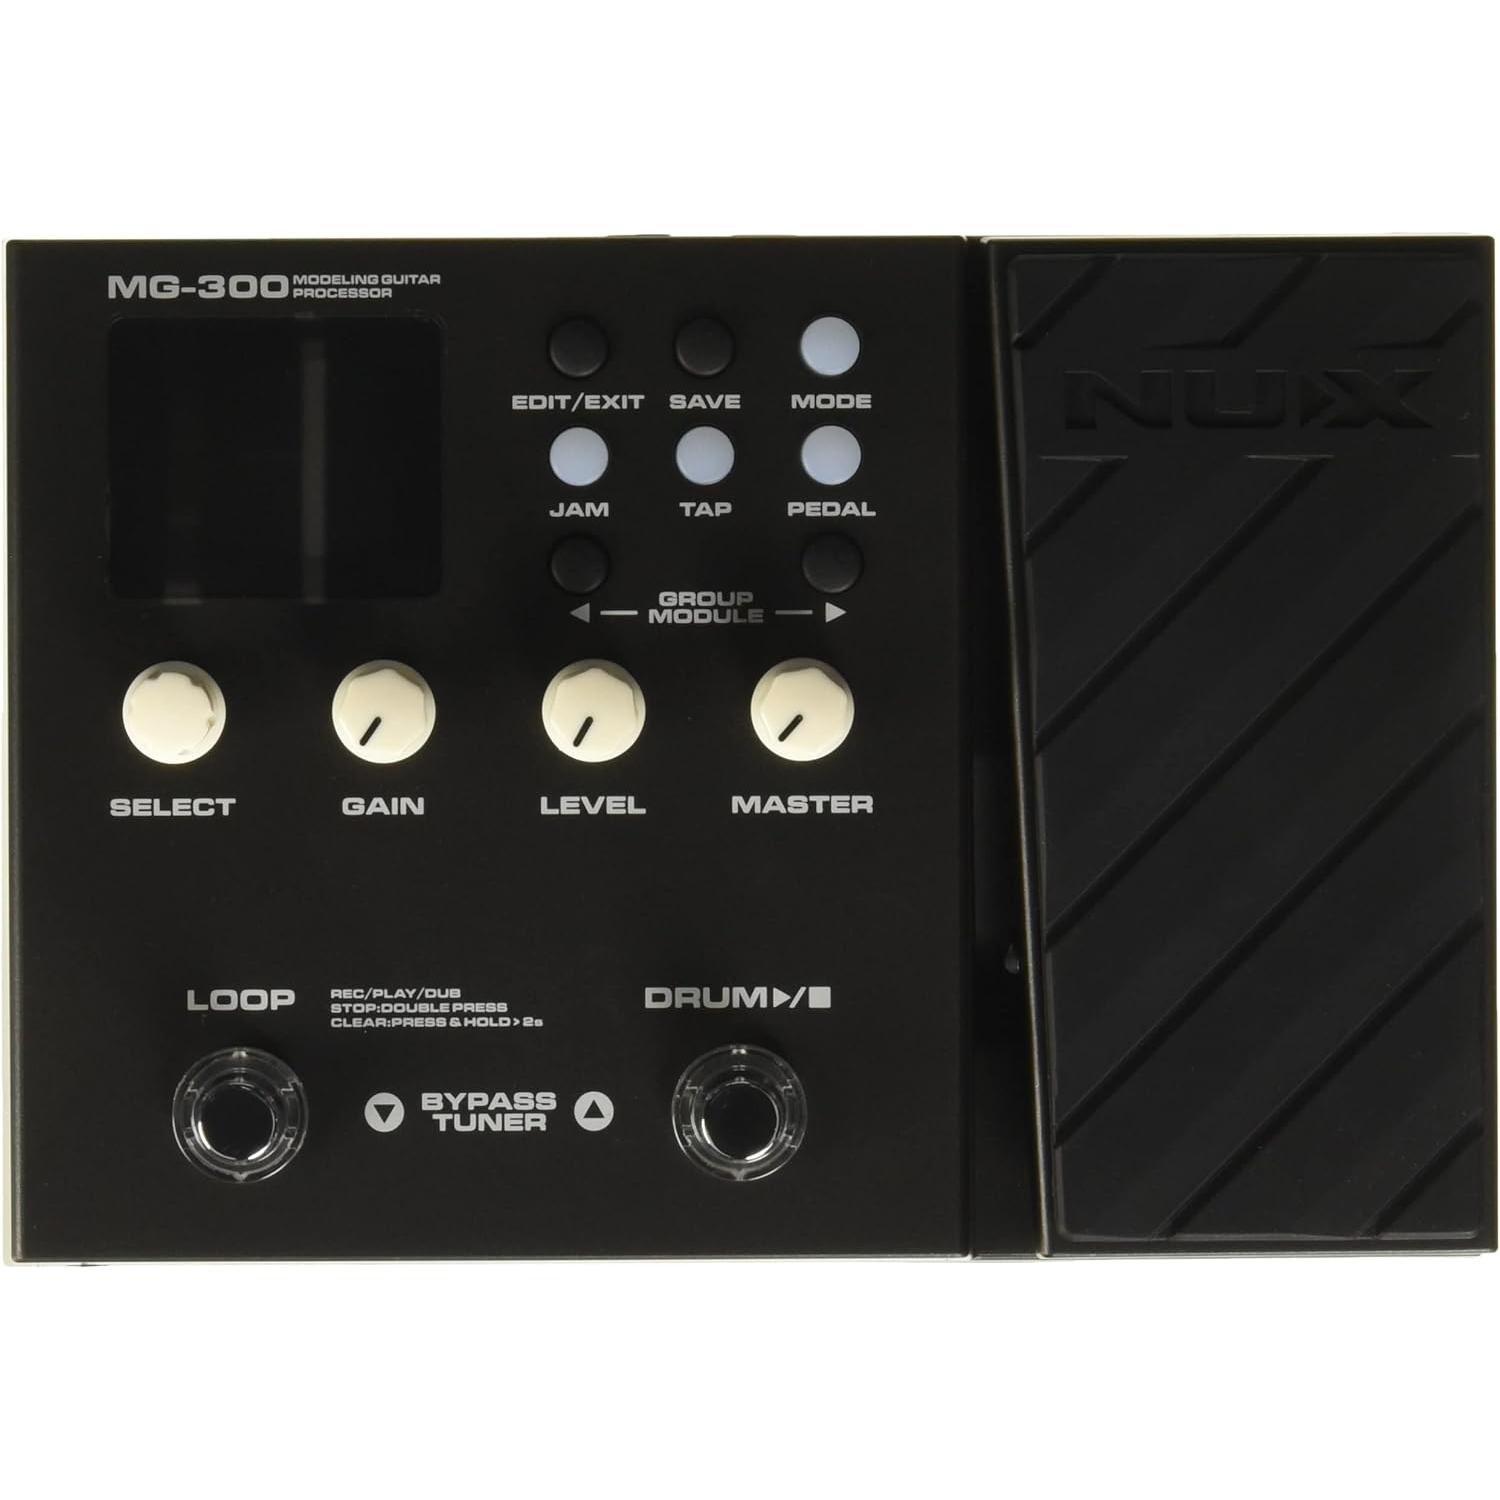 MG-300 MODELING GUITAR
PROCESSOR
NUX
EDIT/EXIT SAVE MODE
JAM TAP PEDAL
GROUP
MODULE
SELECT GAIN LEVEL MASTER
LOOP
REC/PLAY/DUB
STOP:DOUBLE PRESS
CLEAR:PRESS & HOLD > 2s
DRUM▶/■
▼ BYPASS ▲
TUNER